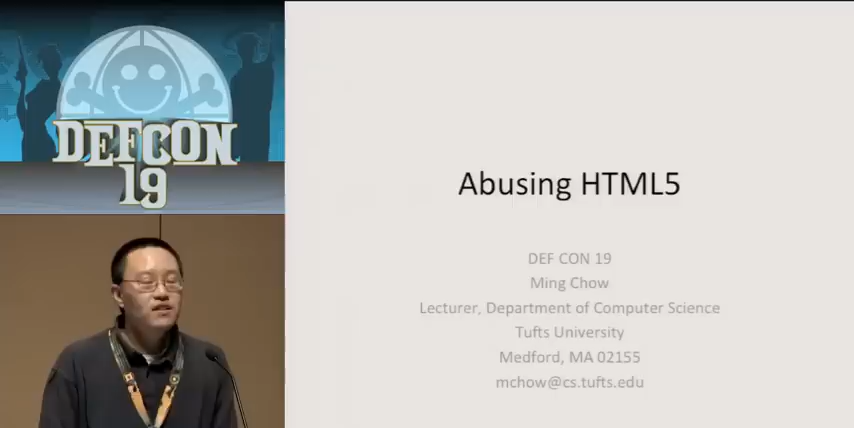 DEFCON
19
Abusing HTML5
DEF CON 19
Ming Chow
Lecturer, Department of Computer Science
Tufts University
Medford, MA 02155
mchow@cs.tufts.edu